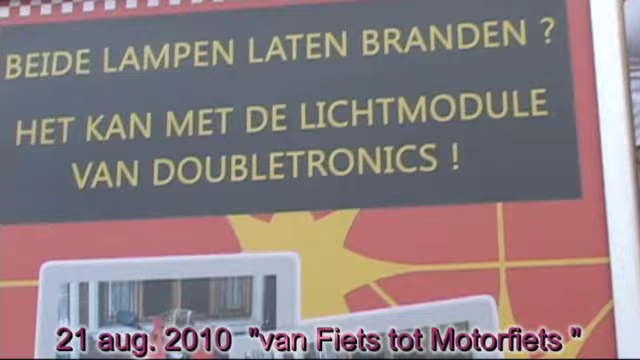 BEIDE LAMPEN LATEN BRANDEN ?
HET KAN MET DE LICHTMODULE
VAN DOUBLETRONICS !
21 aug. 2010 "van Fiets tot Motorfiets "